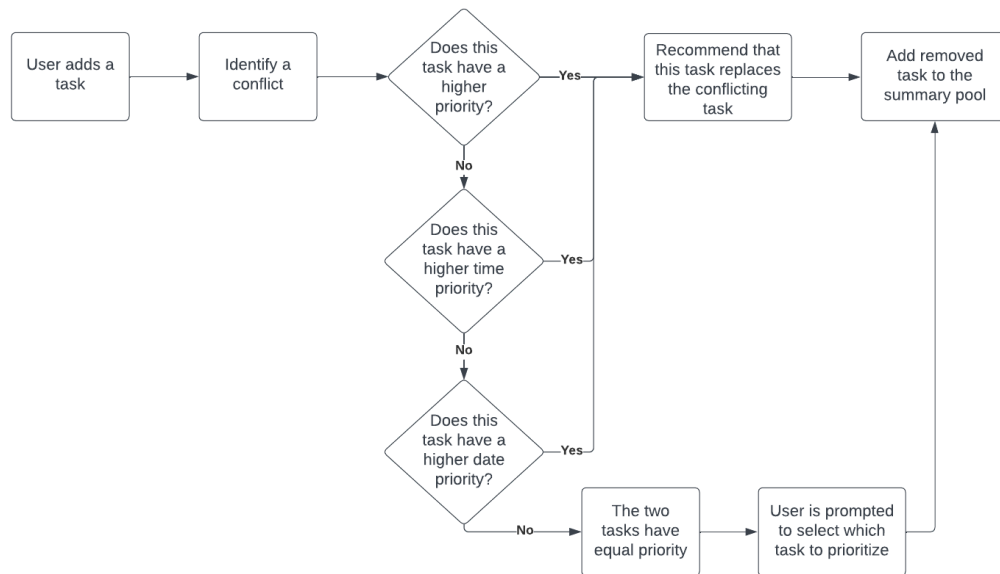 User adds a
task
Identify a
conflict
Does this
task have a
higher
priority?
Yes
Recommend that
this task replaces
the conflicting
task
Add removed
task to the
summary pool
No
Does this
task have a
higher time
priority?
Yes
No
Does this
task have a
higher date
priority?
Yes
No
The two
tasks have
equal priority
User is prompted
to select which
task to prioritize